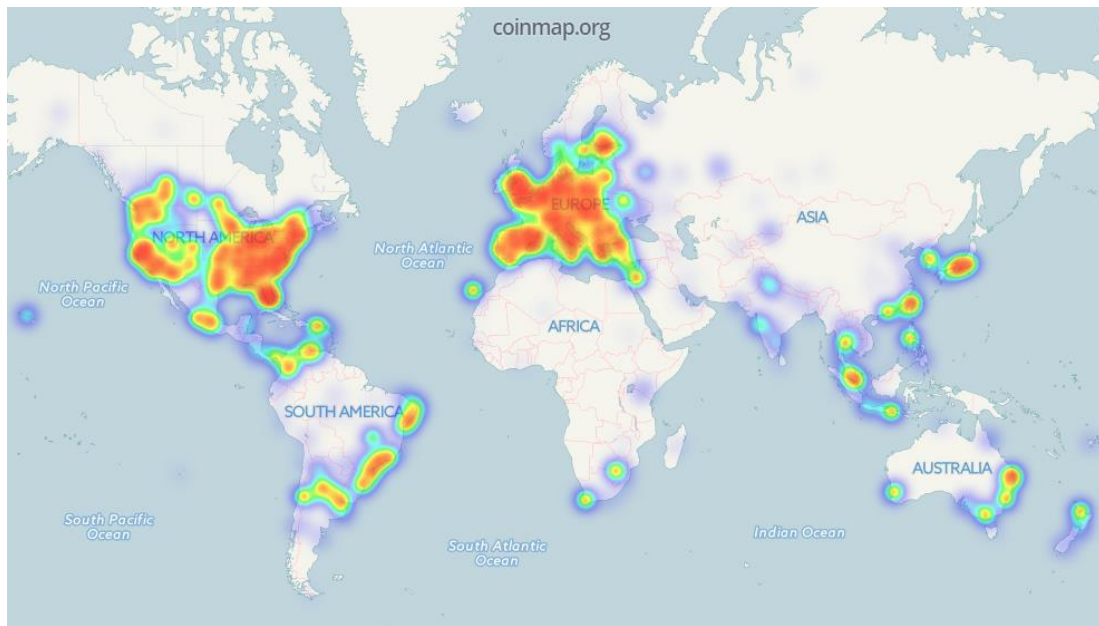 coinmap.org
EUROPE
ASIA
NORTH AMERICA
North Atlantic
Ocean
North Pacific
Ocean
AFRICA
SOUTH AMERICA
AUSTRALIA
South Pacific
Ocean
South Atlantic
Ocean
Indian Ocean